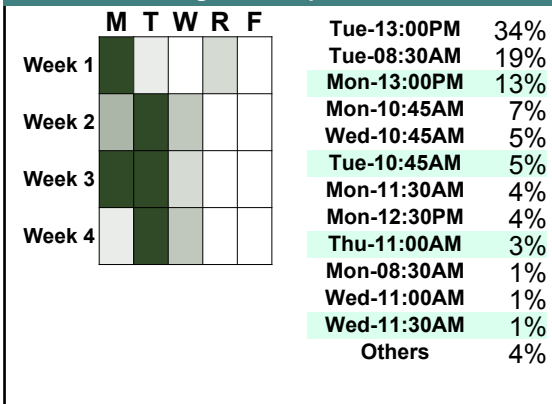 M T W R F
Week 1
Week 2
Week 3
Week 4
Tue-13:00PM 34%
Tue-08:30AM 19%
Mon-13:00PM 13%
Mon-10:45AM 7%
Wed-10:45AM 5%
Tue-10:45AM 5%
Mon-11:30AM 4%
Mon-12:30PM 4%
Thu-11:00AM 3%
Mon-08:30AM 1%
Wed-11:00AM 1%
Wed-11:30AM 1%
Others 4%